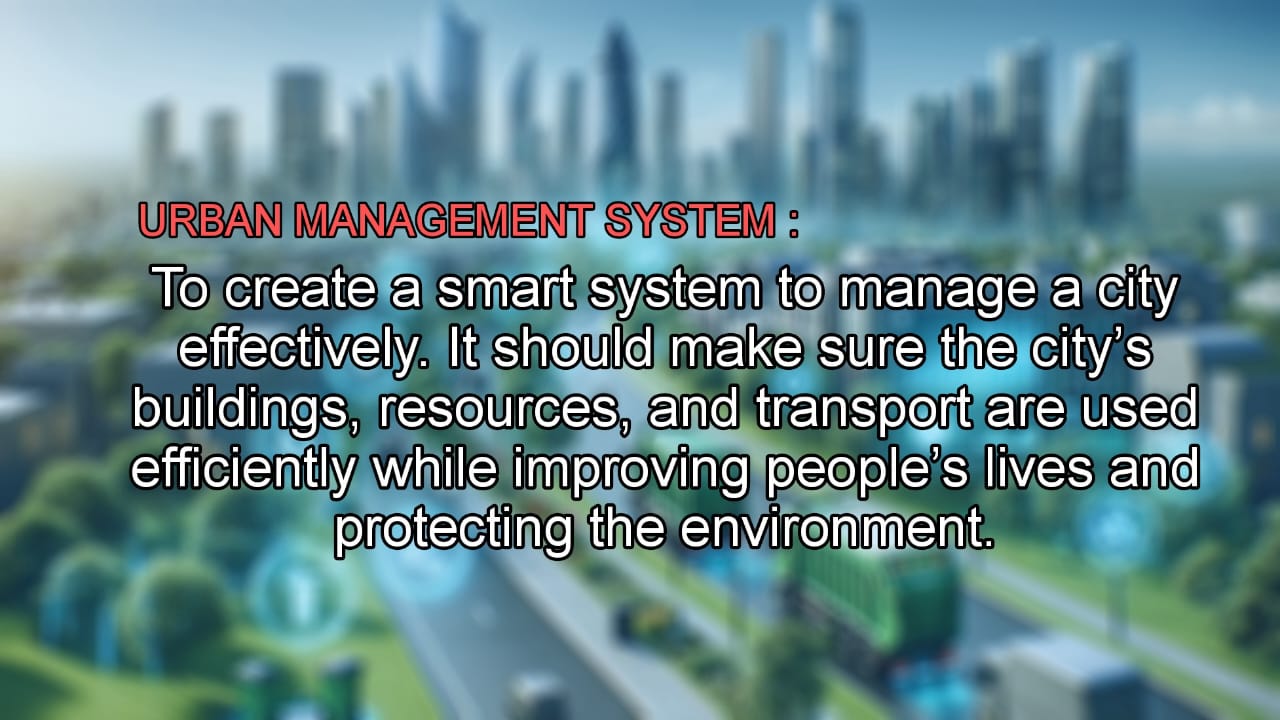 URBAN MANAGEMENT SYSTEM :
To create a smart system to manage a city
effectively. It should make sure the city’s
buildings, resources, and transport are used
efficiently while improving people’s lives and
protecting the environment.